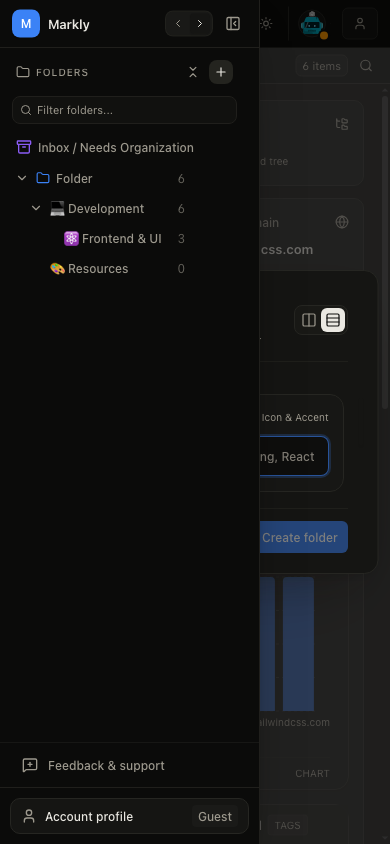 M Markly
6 items
FOLDERS
Filter folders...
d tree
Inbox / Needs Organization
Folder 6
Development 6
css.com
Frontend & UI 3
Resources 0
Icon & Accent
ng, React
Create folder
ilwindcss.com
Feedback & support
CHART
Account profile Guest
TAGS